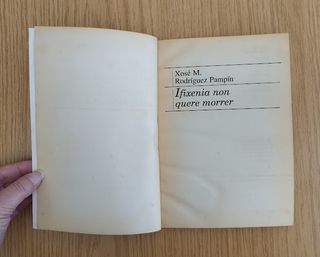 Xosé M.
Rodríguez Pampín
Ifixenia non
quere morrer